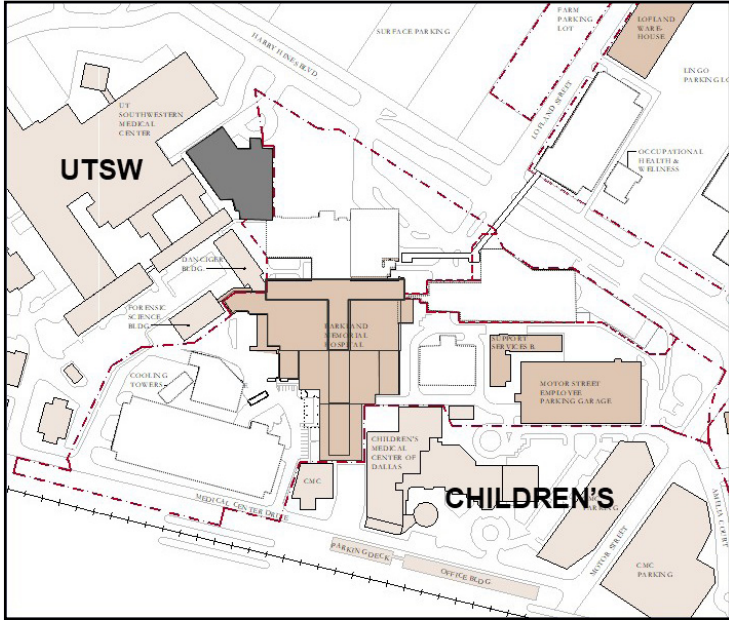 FARM
PARKING
LOT
LOFLAND
WARE-
HOUSE
SURFACE PARKING
HARRY HINES BLVD
LINGO
PARKING LO
LOFLAND STREET
UT
SOUTHWESTERN
MEDICAL
CENTER
UTSW
OCCUPATIONAL
HEALTH &
WELLNESS
DANCIGER
BLDG.
FORENSIC
SCIENCE
BLDG.
PARKLAND
MEMORIAL
HOSPITAL
SUPPORT
SERVICES B.
COOLING
TOWERS
E
MOTOR STREET
EMPLOYEE
PARKING GARAGE
CHILDREN'S
MEDICAL
CENTER OF
DALLAS
CMC
CHILDREN'S
PARKING
MEDICAL CENTER DRIVE
AMELIA COURT
MOTOR STREET
PARKING DECK
OFFICE BLDG
CMC
PARKING